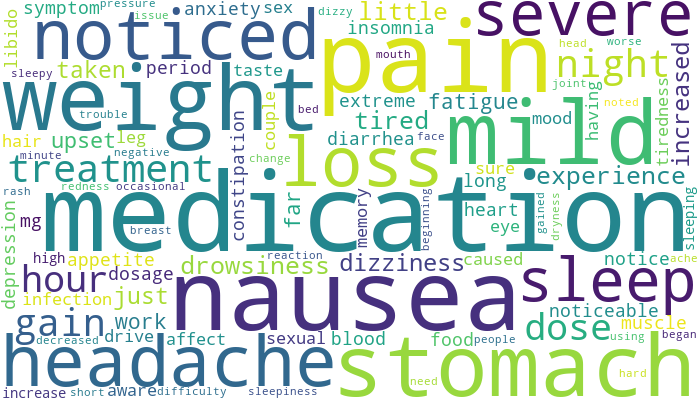 libido
symptom
pressure
issue
anxiety
sex
dizzy
little
insomnia
severe
noticed
sleepy
taken
period
taste
mouth
head
worse
night
pain
weight
trouble
bed
extreme
fatigue
joint
noted
having
tiredness
increased
hair
upset
leg
couple
tired
mood
mild
minute
negative
constipation
change
diarrhea
face
loss
treatment
sure
experience
rash
redness
occasional
long
medication
depression
mg
breast
far
memory
beginning
heart
eye
gained
dryness
sleeping
high
appetite
drowsiness
reaction
dizziness
caused
notice
ache
hour
dosage
nausea
sleep
infection
just
noticeable
gain
work
dose
muscle
decreased
drive
affect
sexual
blood
food
people
using
began
headache
stomach
increase
short
aware
difficulty
sleepiness
need
hard